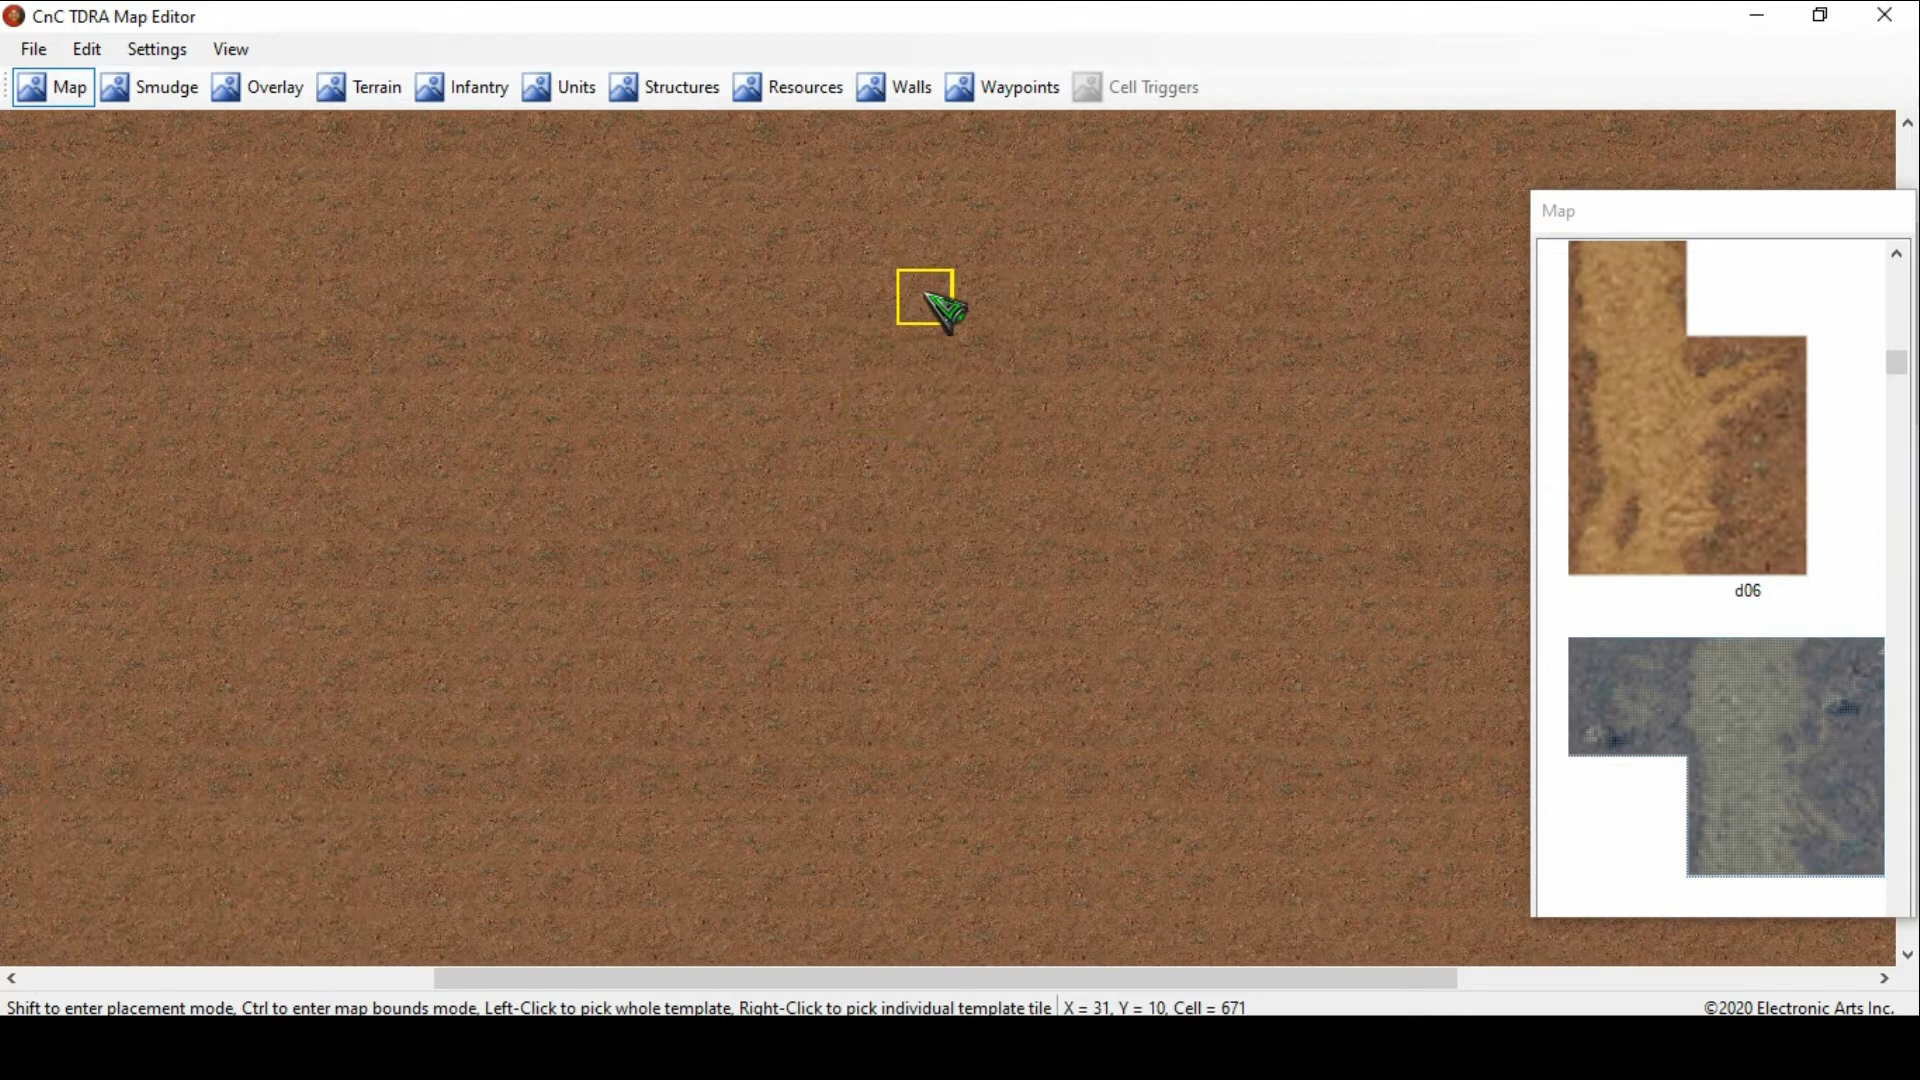 CnC TDRA Map Editor
File Edit Settings View
Map Smudge Overlay Terrain Infantry Units Structures Resources Walls Waypoints Cell Triggers
Map
d06
Shift to enter placement mode, Ctrl to enter map bounds mode, Left-Click to pick whole template, Right-Click to pick individual template tile X = 31, Y = 10, Cell = 671 ©2020 Electronic Arts Inc.